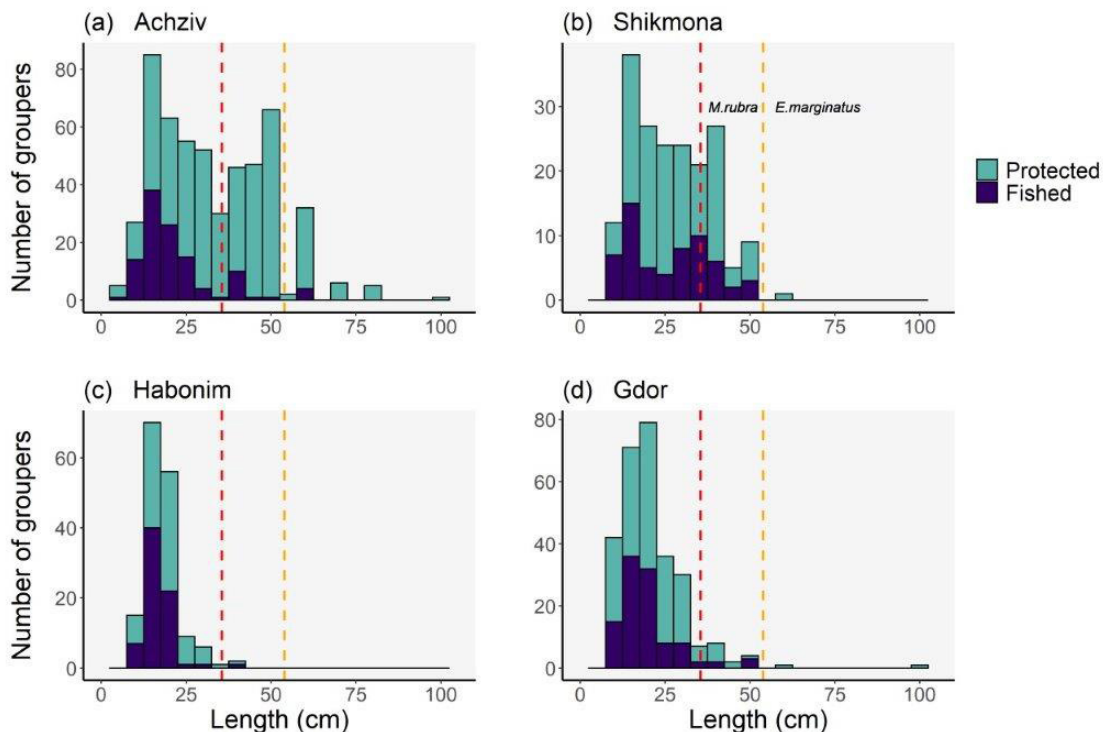 (a) Achziv
(b) Shikmona
Number of groupers
80
60
40
20
0
0 25 50 75 100
30
20
10
0
M.rubra E.marginatus
0 25 50 75 100
Protected
Fished
(c) Habonim
(d) Gdor
Number of groupers
60
40
20
0
0 25 50 75 100
Length (cm)
80
60
40
20
0
0 25 50 75 100
Length (cm)